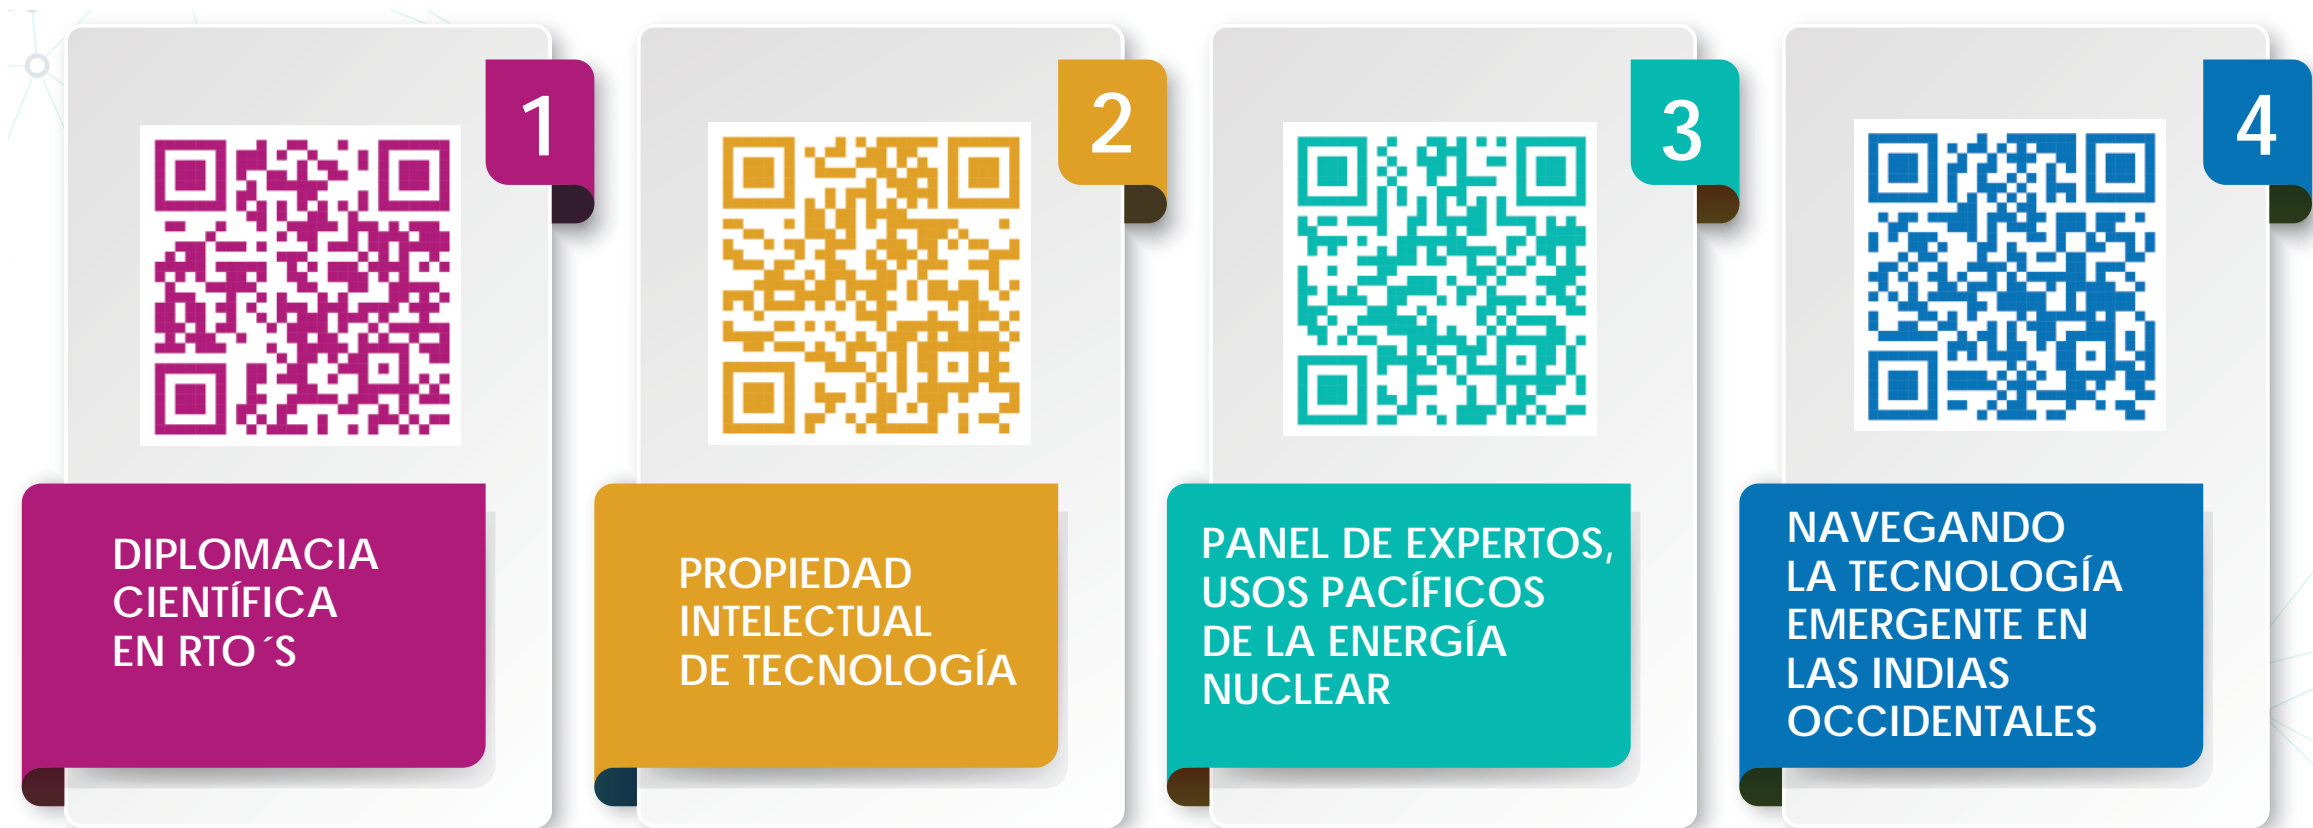 1
DIPLOMACIA
CIENTÍFICA
EN RTO´S
2
PROPIEDAD
INTELECTUAL
DE TECNOLOGÍA
3
PANEL DE EXPERTOS,
USOS PACÍFICOS
DE LA ENERGÍA
NUCLEAR
4
NAVEGANDO
LA TECNOLOGÍA
EMERGENTE EN
LAS INDIAS
OCCIDENTALES